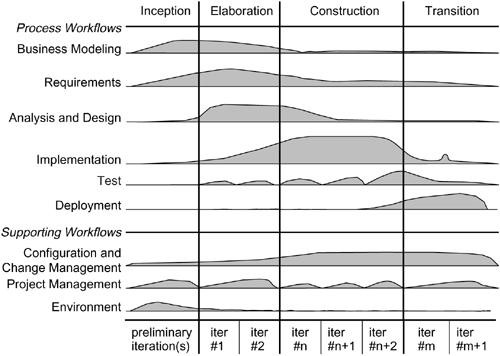 Inception Elaboration Construction Transition
Process Workflows
Business Modeling
Requirements
Analysis and Design
Implementation
Test
Deployment
Supporting Workflows
Configuration and
Change Management
Project Management
Environment
preliminary iter iter iter iter iter iter iter
iteration(s) #1 #2 #n #n+1 #n+2 #m #m+1